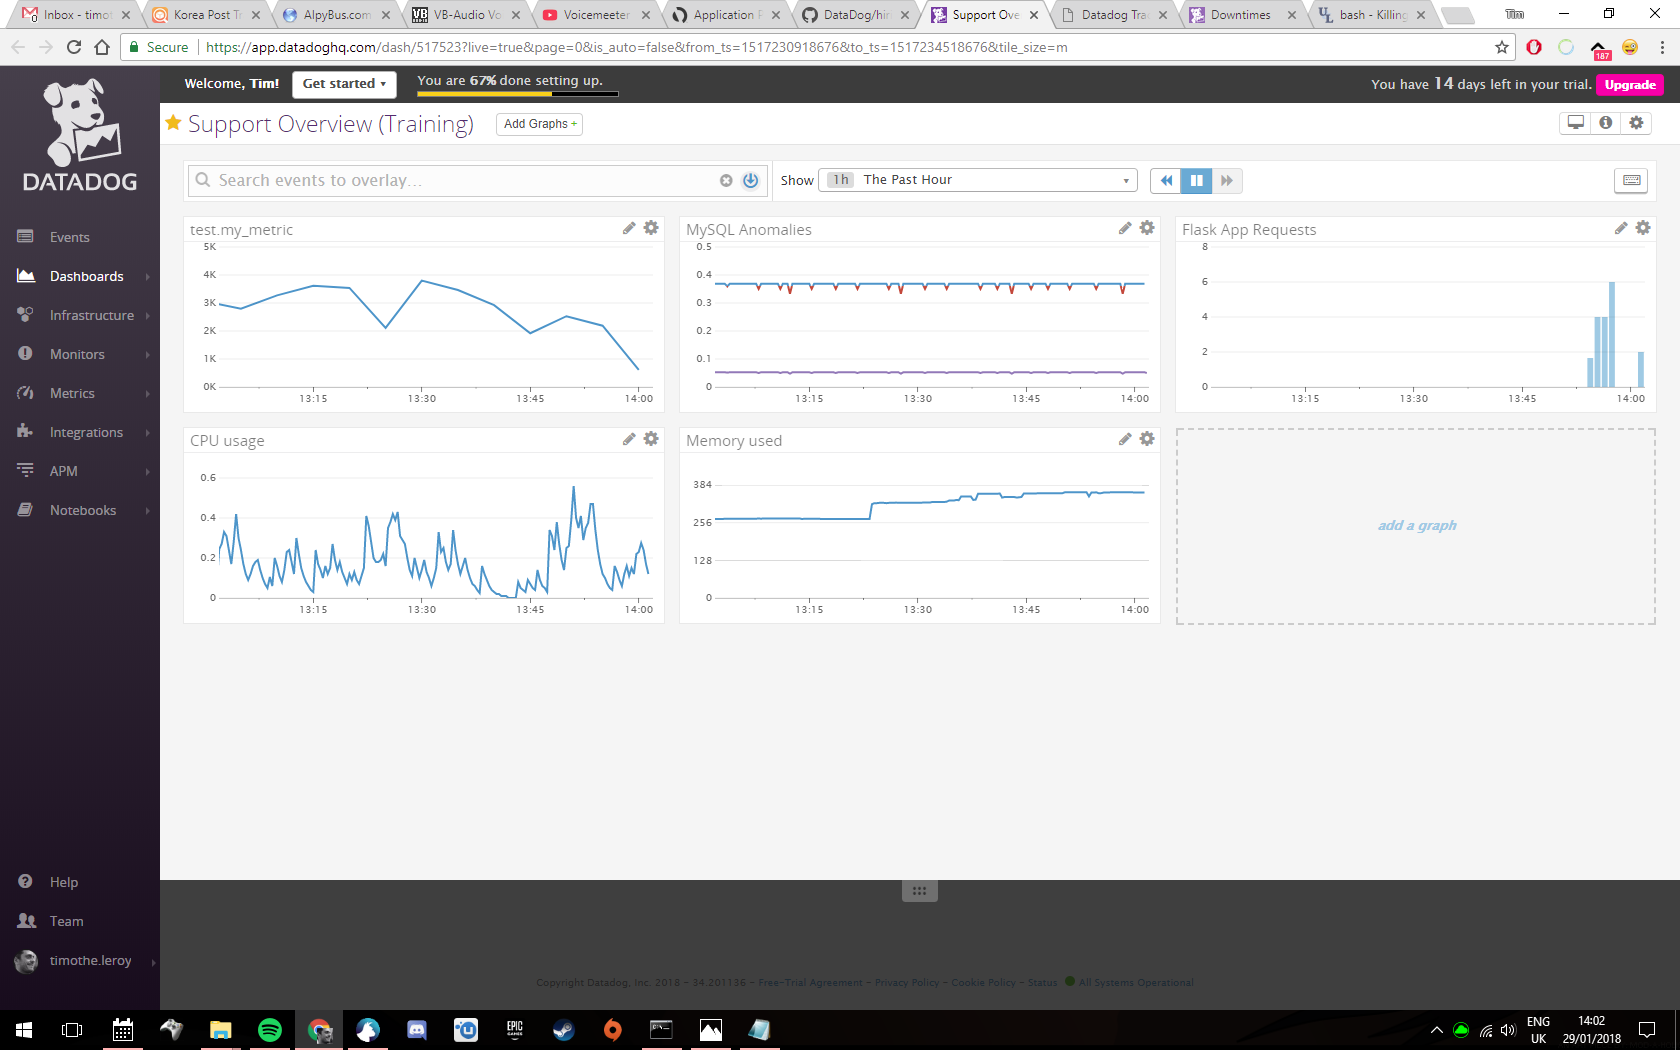 Inbox - timot
Korea Post Tr
AlpyBus.com
VB-Audio Vo
Voicemeeter
Application P
DataDog/hir
Support Ove
Datadog Trai
Downtimes
bash - Killing
Tim
Secure
https://app.datadoghq.com/dash/517523?live=true&page=0&is_auto=false&from_ts=1517230918676&to_ts=1517234518676&tile_size=m
187
DATADOG
Welcome, Tim!
Get started
You are 67% done setting up.
You have 14 days left in your trial.
Upgrade
Support Overview (Training)
Add Graphs +
Search events to overlay...
Show
1h The Past Hour
Events
Dashboards
Infrastructure
Monitors
Metrics
Integrations
APM
Notebooks
Help
Team
timothe.leroy
test.my_metric
5K
4K
3K
2K
1K
0K
13:15 13:30 13:45 14:00
MySQL Anomalies
0.5
0.4
0.3
0.2
0.1
0
13:15 13:30 13:45 14:00
Flask App Requests
8
6
4
2
0
13:15 13:30 13:45 14:00
CPU usage
0.6
0.4
0.2
0
13:15 13:30 13:45 14:00
Memory used
384
256
128
0
13:15 13:30 13:45 14:00
add a graph
Copyright Datadog, Inc. 2018 - 34.201136 - Free-Trial Agreement - Privacy Policy - Cookie Policy - Status All Systems Operational
EPIC
GAMES
ENG
UK
14:02
29/01/2018